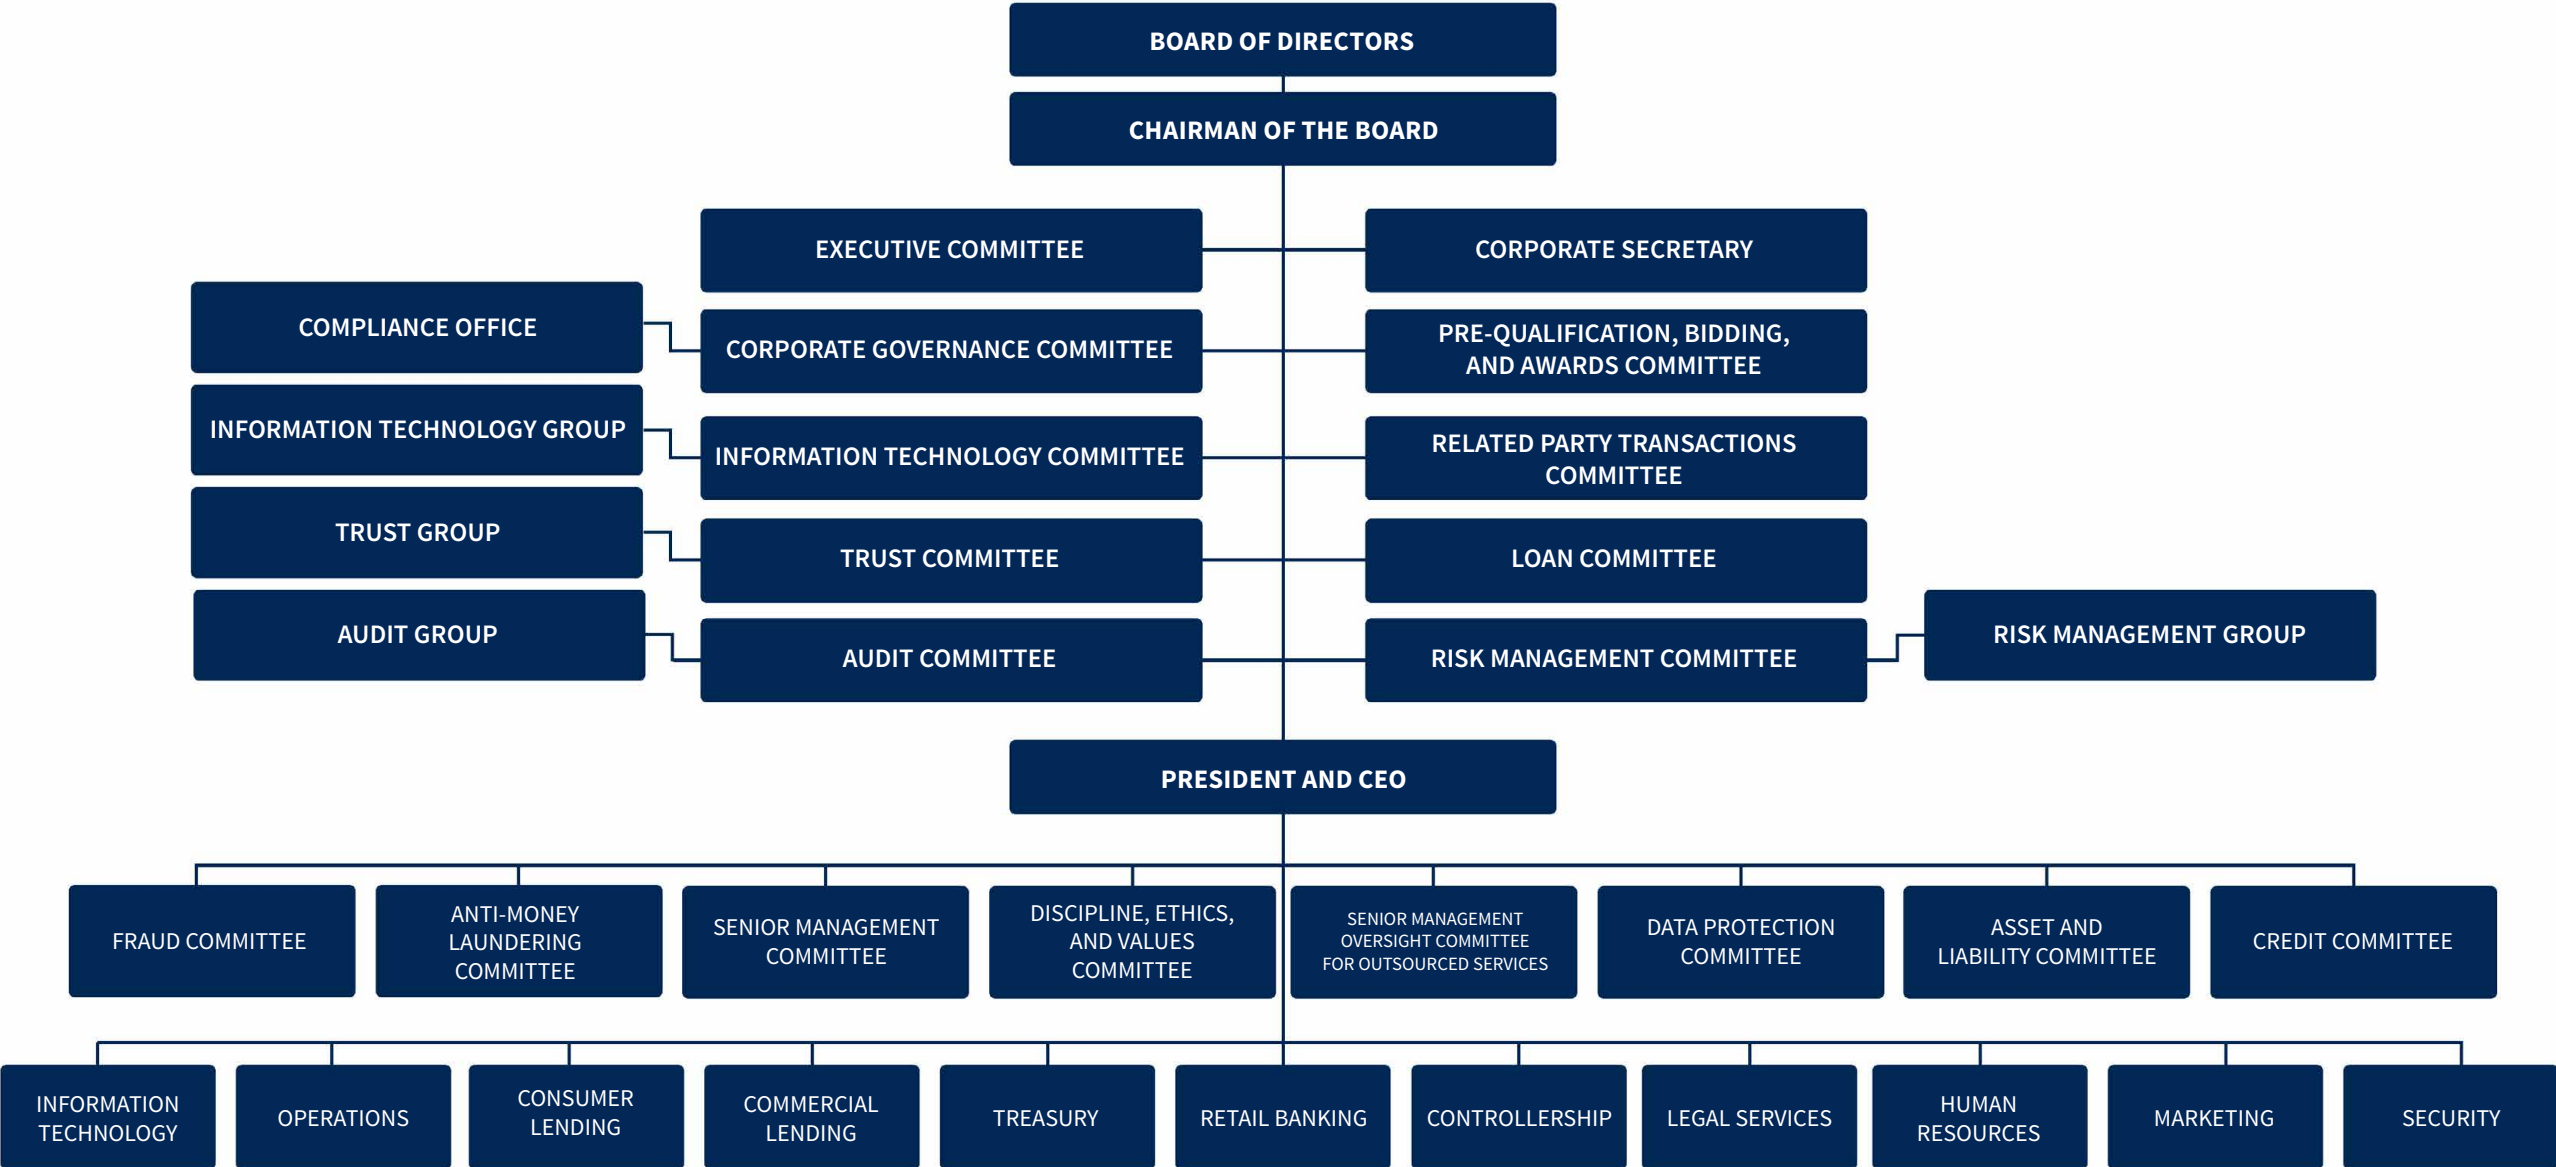 BOARD OF DIRECTORS
CHAIRMAN OF THE BOARD
EXECUTIVE COMMITTEE
CORPORATE SECRETARY
COMPLIANCE OFFICE
CORPORATE GOVERNANCE COMMITTEE
PRE-QUALIFICATION, BIDDING,
AND AWARDS COMMITTEE
INFORMATION TECHNOLOGY GROUP
INFORMATION TECHNOLOGY COMMITTEE
RELATED PARTY TRANSACTIONS
COMMITTEE
TRUST GROUP
TRUST COMMITTEE
LOAN COMMITTEE
AUDIT GROUP
AUDIT COMMITTEE
RISK MANAGEMENT COMMITTEE
RISK MANAGEMENT GROUP
PRESIDENT AND CEO
FRAUD COMMITTEE
ANTI-MONEY
LAUNDERING
COMMITTEE
SENIOR MANAGEMENT
COMMITTEE
DISCIPLINE, ETHICS,
AND VALUES
COMMITTEE
SENIOR MANAGEMENT
OVERSIGHT COMMITTEE
FOR OUTSOURCED SERVICES
DATA PROTECTION
COMMITTEE
ASSET AND
LIABILITY COMMITTEE
CREDIT COMMITTEE
INFORMATION
TECHNOLOGY
OPERATIONS
CONSUMER
LENDING
COMMERCIAL
LENDING
TREASURY
RETAIL BANKING
CONTROLLERSHIP
LEGAL SERVICES
HUMAN
RESOURCES
MARKETING
SECURITY